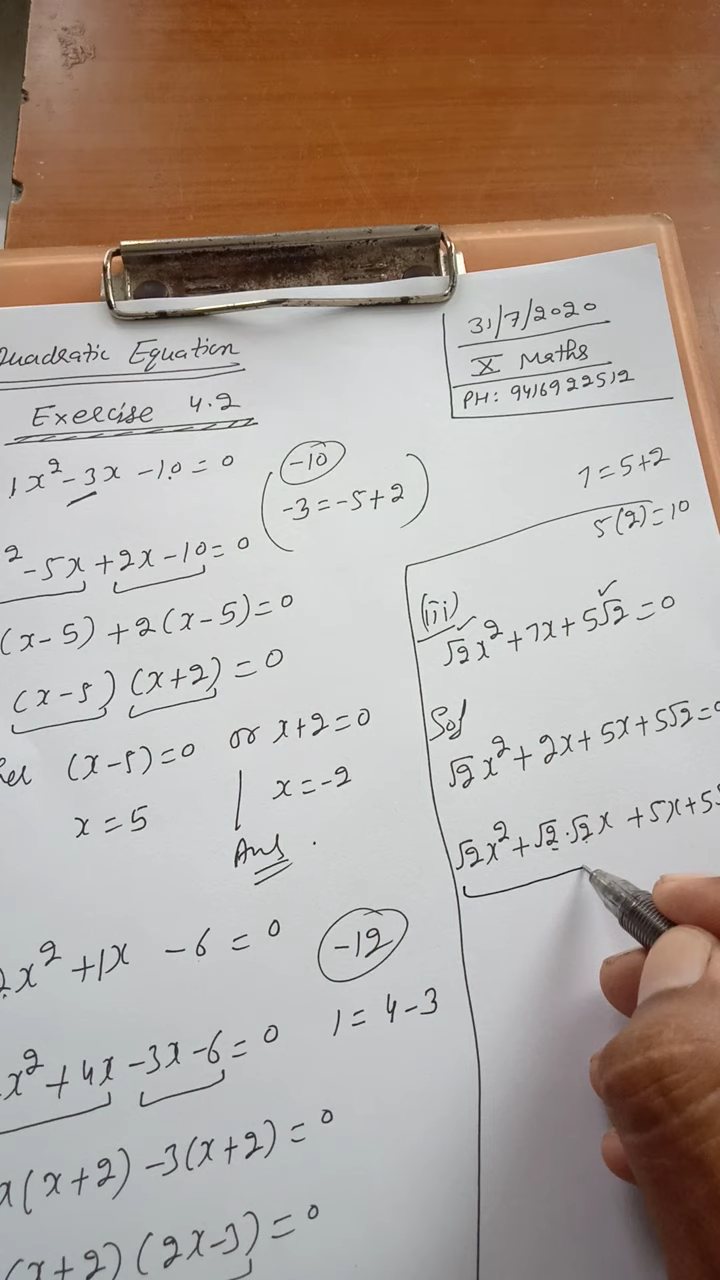 Quadratic Equation
Exercise 4.2
31/7/2020
X Maths
PH: 9416922512
1x² - 3x - 10 = 0
(-10
-3 = -5 + 2)
² - 5x + 2x - 10 = 0
(x-5) + 2(x-5) = 0
(x-5) (x+2) = 0
(x-5) = 0 or x+2 = 0
x = 5 | x = -2
Ans.
2x² + 1x - 6 = 0
-12
1 = 4 - 3
x² + 4x - 3x - 6 = 0
x(x+2) - 3(x+2) = 0
(x+2) (2x-3) = 0
7 = 5 + 2
5(2) = 10
(iii)
√2x² + 7x + 5√2 = 0
Sol
√2x² + 2x + 5x + 5√2 = 0
√2x² + √2·√2x + 5x + 5